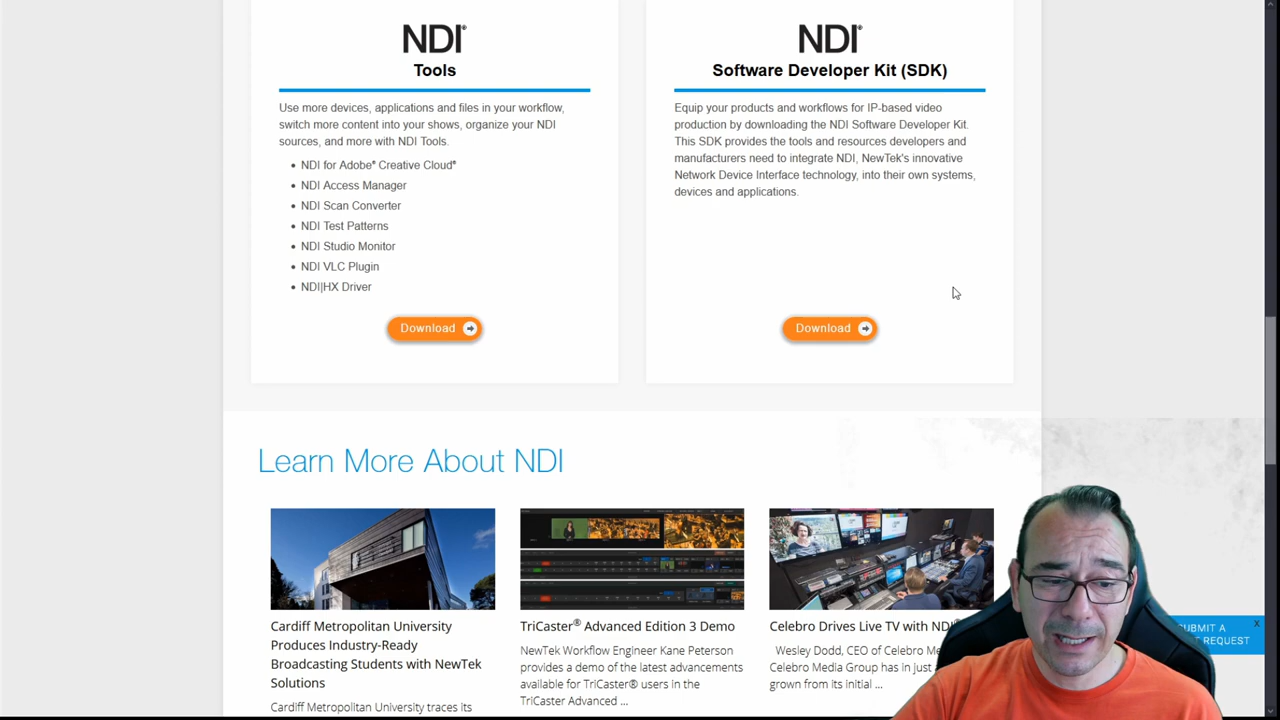 NDI®
Tools
Use more devices, applications and files in your workflow,
switch more content into your shows, organize your NDI
sources, and more with NDI Tools.
• NDI for Adobe® Creative Cloud®
• NDI Access Manager
• NDI Scan Converter
• NDI Test Patterns
• NDI Studio Monitor
• NDI VLC Plugin
• NDI|HX Driver
Download
NDI®
Software Developer Kit (SDK)
Equip your products and workflows for IP-based video
production by downloading the NDI Software Developer Kit.
This SDK provides the tools and resources developers and
manufacturers need to integrate NDI, NewTek's innovative
Network Device Interface technology, into their own systems,
devices and applications.
Download
Learn More About NDI
Cardiff Metropolitan University
Produces Industry-Ready
Broadcasting Students with NewTek
Solutions
Cardiff Metropolitan University traces its
TriCaster® Advanced Edition 3 Demo
NewTek Workflow Engineer Kane Peterson
provides a demo of the latest advancements
available for TriCaster® users in the
TriCaster Advanced ...
Celebro Drives Live TV with NDI
Wesley Dodd, CEO of Celebro
Celebro Media Group has in just
grown from its initial ...
X
SUBMIT A
REQUEST